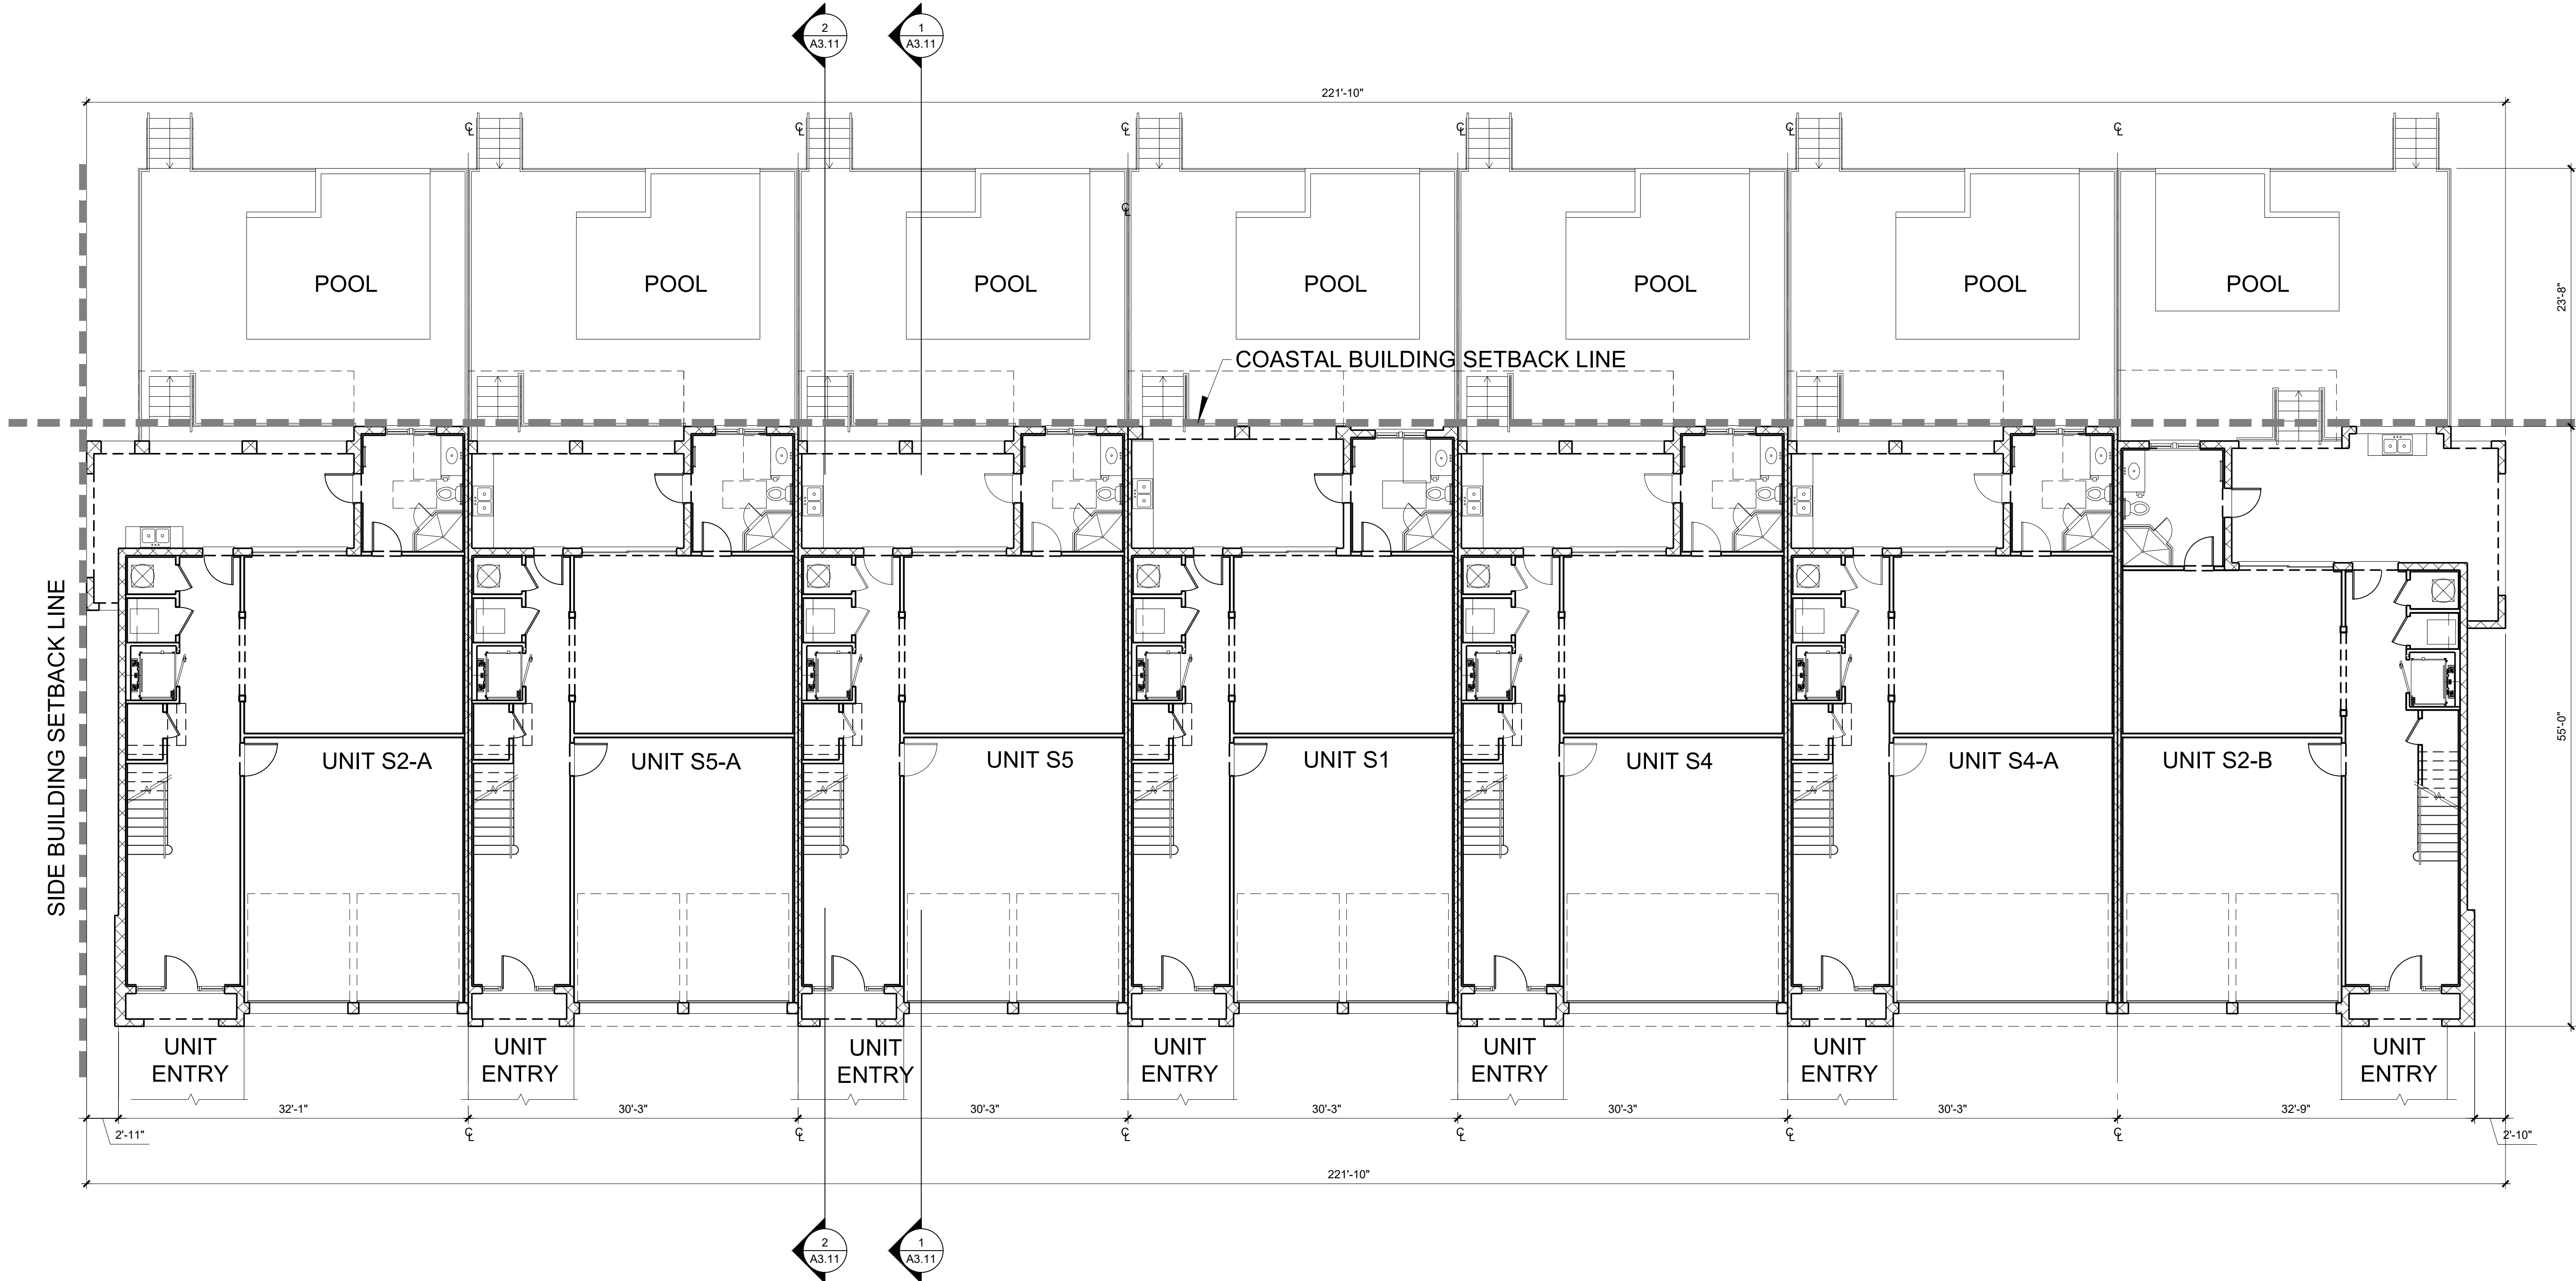 2
A3.11
1
A3.11
221'-10"
℄ ℄ ℄ ℄ ℄ ℄
℄
POOL POOL POOL POOL POOL POOL POOL
23'-8"
COASTAL BUILDING SETBACK LINE
SIDE BUILDING SETBACK LINE
55'-0"
UNIT S2-A UNIT S5-A UNIT S5 UNIT S1 UNIT S4 UNIT S4-A UNIT S2-B
UNIT
ENTRY
UNIT
ENTRY
UNIT
ENTRY
UNIT
ENTRY
UNIT
ENTRY
UNIT
ENTRY
UNIT
ENTRY
32'-1" 30'-3" 30'-3" 30'-3" 30'-3" 30'-3" 32'-9"
2'-11" ℄ ℄ ℄ ℄ ℄ ℄ 2'-10"
221'-10"
2
A3.11
1
A3.11